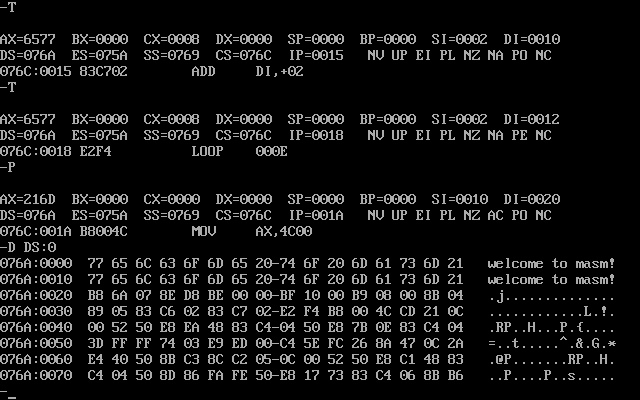 -T
AX=6577 BX=0000 CX=0008 DX=0000 SP=0000 BP=0000 SI=0002 DI=0010
DS=076A ES=075A SS=0769 CS=076C IP=0015 NV UP EI PL NZ NA PO NC
076C:0015 83C702 ADD DI,+02
-T
AX=6577 BX=0000 CX=0008 DX=0000 SP=0000 BP=0000 SI=0002 DI=0012
DS=076A ES=075A SS=0769 CS=076C IP=0018 NV UP EI PL NZ NA PE NC
076C:0018 E2F4 LOOP 000E
-P
AX=216D BX=0000 CX=0000 DX=0000 SP=0000 BP=0000 SI=0010 DI=0020
DS=076A ES=075A SS=0769 CS=076C IP=001A NV UP EI PL NZ AC PO NC
076C:001A B8004C MOV AX,4C00
-D DS:0
076A:0000 77 65 6C 63 6F 6D 65 20-74 6F 20 6D 61 73 6D 21 welcome to masm!
076A:0010 77 65 6C 63 6F 6D 65 20-74 6F 20 6D 61 73 6D 21 welcome to masm!
076A:0020 B8 6A 07 8E D8 BE 00 00-BF 10 00 B9 08 00 8B 04 .j..............
076A:0030 89 05 83 C6 02 83 C7 02-E2 F4 B8 00 4C CD 21 0C ............L.!.
076A:0040 00 52 50 E8 EA 48 83 C4-04 50 E8 7B 0E 83 C4 04 .RP..H...P.{....
076A:0050 3D FF FF 74 03 E9 ED 00-C4 5E FC 26 8A 47 0C 2A =..t.....^.&.G.*
076A:0060 E4 40 50 8B C3 8C C2 05-0C 00 52 50 E8 C1 48 83 .@P.......RP..H.
076A:0070 C4 04 50 8D 86 FA FE 50-E8 17 73 83 C4 06 8B B6 ..P....P..s.....
-_